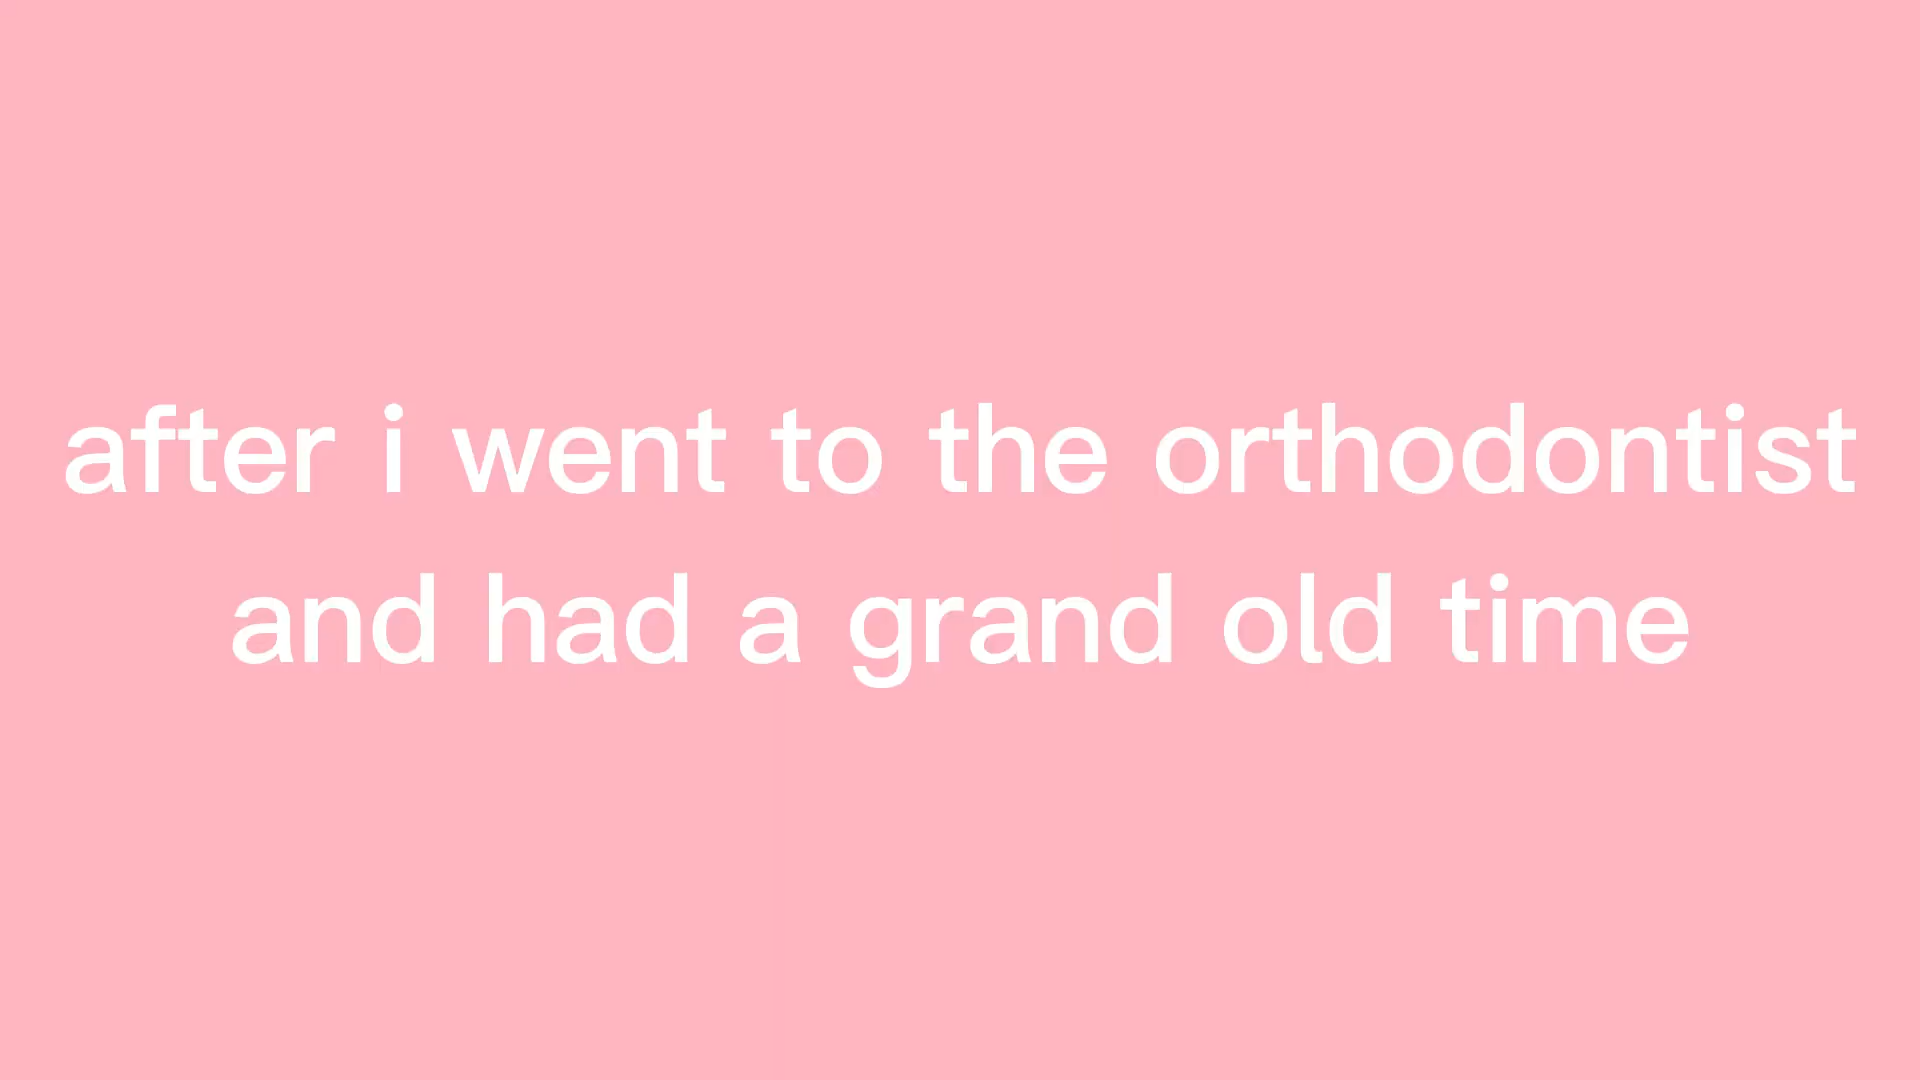 after i went to the orthodontist
and had a grand old time